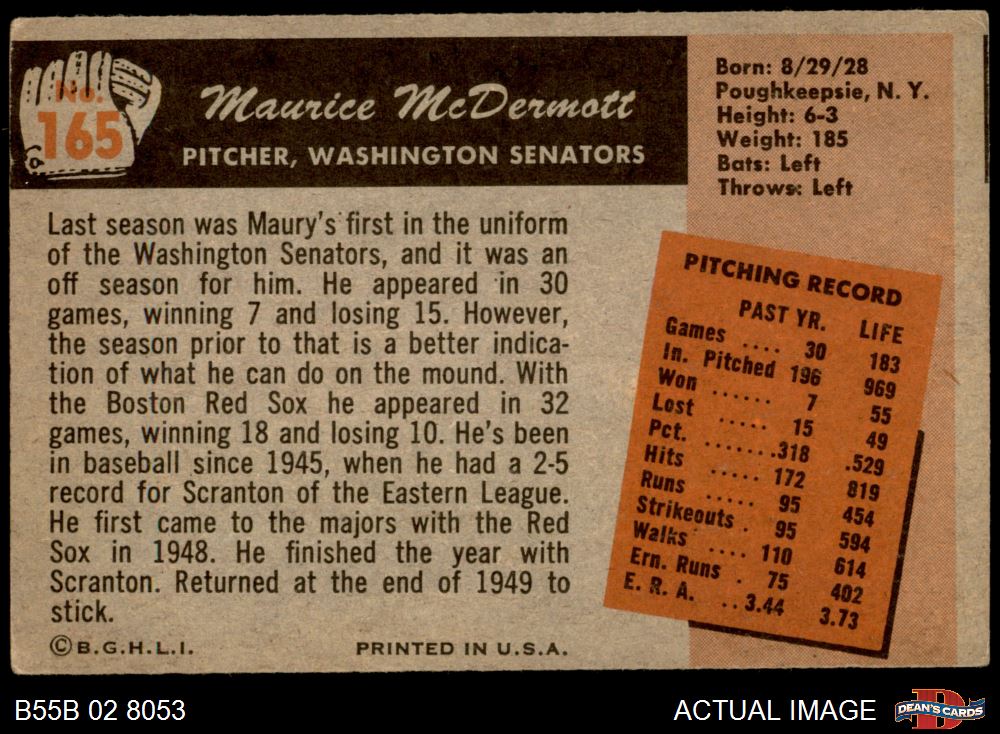 No.
165
Maurice McDermott
PITCHER, WASHINGTON SENATORS
Born: 8/29/28
Poughkeepsie, N. Y.
Height: 6-3
Weight: 185
Bats: Left
Throws: Left
Last season was Maury's first in the uniform
of the Washington Senators, and it was an
off season for him. He appeared in 30
games, winning 7 and losing 15. However,
the season prior to that is a better indica-
tion of what he can do on the mound. With
the Boston Red Sox he appeared in 32
games, winning 18 and losing 10. He's been
in baseball since 1945, when he had a 2-5
record for Scranton of the Eastern League.
He first came to the majors with the Red
Sox in 1948. He finished the year with
Scranton. Returned at the end of 1949 to
stick.
©B.G.H.L.I. PRINTED IN U.S.A.
PITCHING RECORD
PAST YR. LIFE
Games .... 30 183
In. Pitched 196 969
Won ...... 7 55
Lost ..... 15 49
Pct. .......318 .529
Hits ..... 172 819
Runs ..... 95 454
Strikeouts . 95 594
Walks .... 110 614
Ern. Runs . 75 402
E. R. A. ..3.44 3.73
B55B 02 8053
ACTUAL IMAGE
D
DEAN'S CARDS